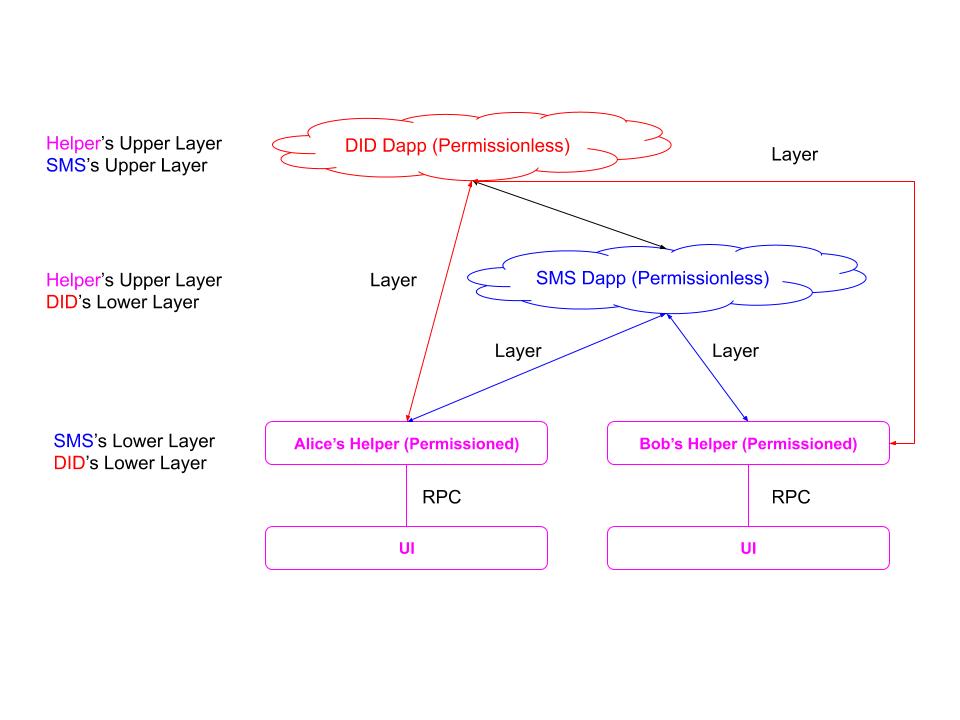 Helper’s Upper Layer
SMS’s Upper Layer
DID Dapp (Permissionless)
Layer
Helper’s Upper Layer
DID’s Lower Layer
Layer
SMS Dapp (Permissionless)
Layer
Layer
SMS’s Lower Layer
DID’s Lower Layer
Alice’s Helper (Permissioned)
Bob’s Helper (Permissioned)
RPC
RPC
UI
UI